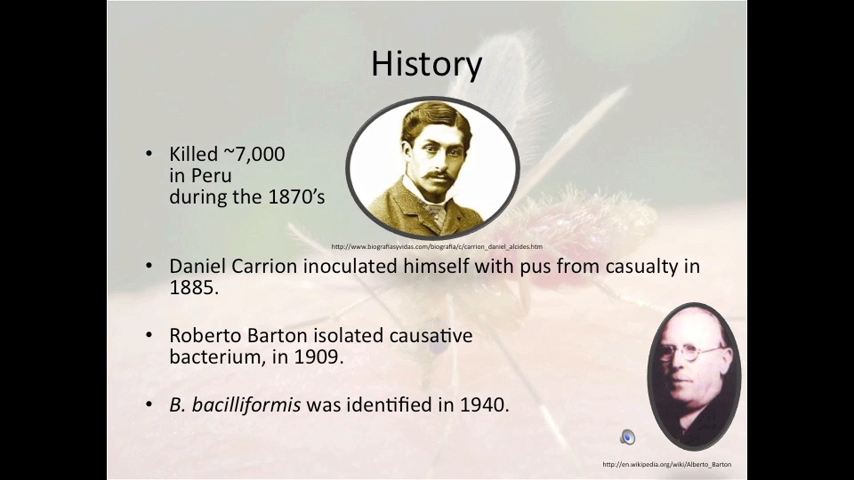 History
• Killed ~7,000
in Peru
during the 1870’s
http://www.biografiasyvidas.com/biografia/c/carrion_daniel_alcides.htm
• Daniel Carrion inoculated himself with pus from casualty in
1885.
• Roberto Barton isolated causative
bacterium, in 1909.
• B. bacilliformis was identified in 1940.
http://en.wikipedia.org/wiki/Alberto_Barton